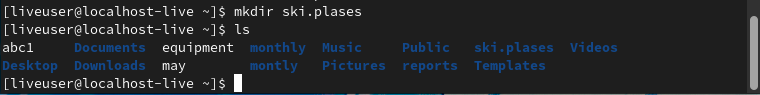 [liveuser@localhost-live ~]$ mkdir ski.plases
[liveuser@localhost-live ~]$ ls
abc1 Documents equipment monthly Music Public ski.plases Videos
Desktop Downloads may montly Pictures reports Templates
[liveuser@localhost-live ~]$